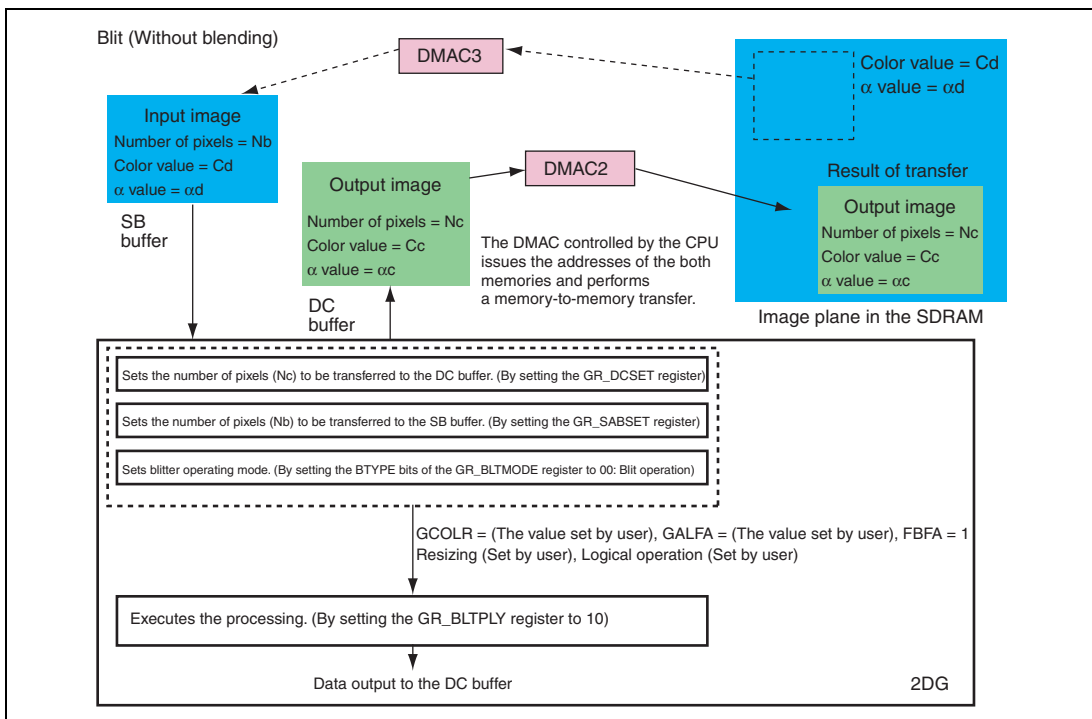 Blit (Without blending)
DMAC3
Color value = Cd
α value = αd
Input image
Number of pixels = Nb
Color value = Cd
α value = αd
SB
buffer
Output image
Number of pixels = Nc
Color value = Cc
α value = αc
DC
buffer
DMAC2
The DMAC controlled by the CPU
issues the addresses of the both
memories and performs
a memory-to-memory transfer.
Result of transfer
Output image
Number of pixels = Nc
Color value = Cc
α value = αc
Image plane in the SDRAM
Sets the number of pixels (Nc) to be transferred to the DC buffer. (By setting the GR_DCSET register)
Sets the number of pixels (Nb) to be transferred to the SB buffer. (By setting the GR_SABSET register)
Sets blitter operating mode. (By setting the BTYPE bits of the GR_BLTMODE register to 00: Blit operation)
GCOLR = (The value set by user), GALFA = (The value set by user), FBFA = 1
Resizing (Set by user), Logical operation (Set by user)
Executes the processing. (By setting the GR_BLTPLY register to 10)
Data output to the DC buffer
2DG